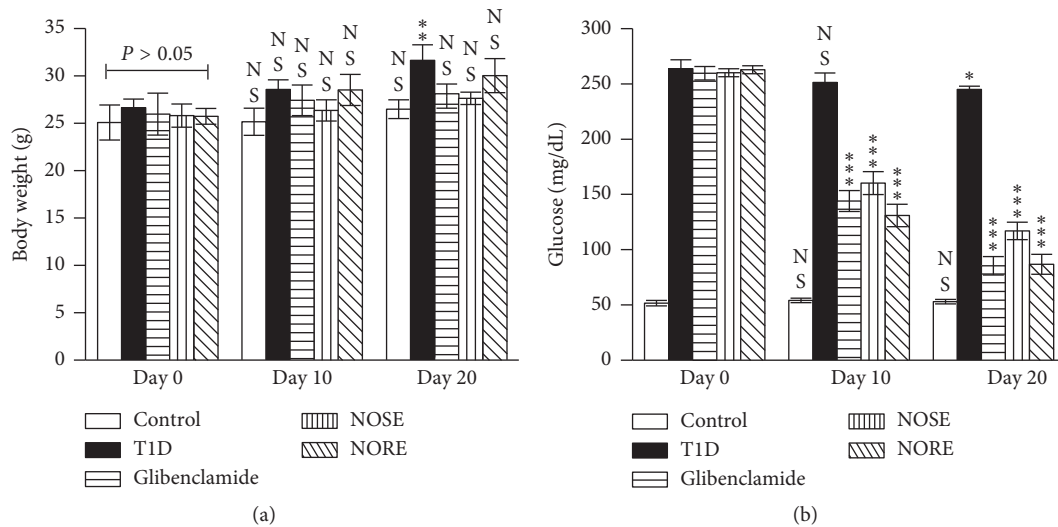 35
30
25
20
15
10
5
0
Body weight (g)
P > 0.05
N
S
N
S
N
S
N
S
N
S
N
S
**
N
S
N
S
N
S
Day 0
Day 10
Day 20
Control
T1D
Glibenclamide
NOSE
NORE
(a)
300
250
200
150
100
50
0
Glucose (mg/dL)
N
S
N
S
***
***
***
N
S
*
***
***
***
Day 0
Day 10
Day 20
Control
T1D
Glibenclamide
NOSE
NORE
(b)